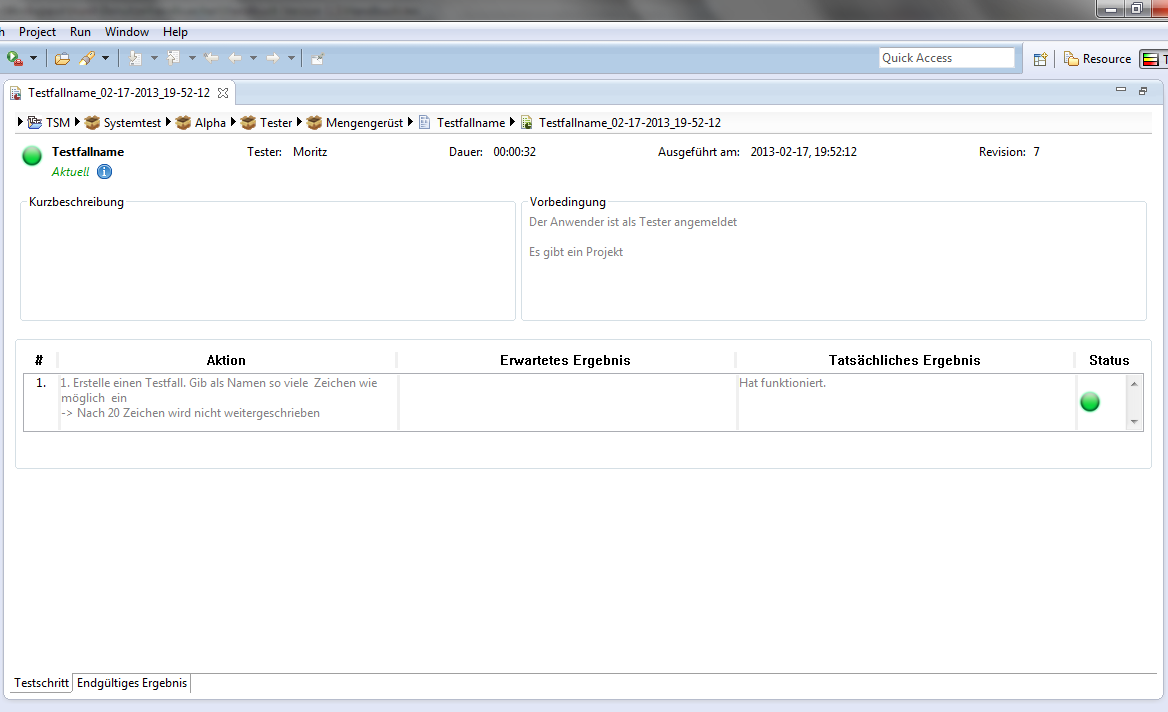 h Project Run Window Help
Quick Access
Resource
T
Testfallname_02-17-2013_19-52-12
TSM Systemtest Alpha Tester Mengengerüst Testfallname Testfallname_02-17-2013_19-52-12
Testfallname Tester: Moritz Dauer: 00:00:32 Ausgeführt am: 2013-02-17, 19:52:12 Revision: 7
Aktuell
Kurzbeschreibung
Vorbedingung
Der Anwender ist als Tester angemeldet
Es gibt ein Projekt
# Aktion Erwartetes Ergebnis Tatsächliches Ergebnis Status
1. 1. Erstelle einen Testfall. Gib als Namen so viele Zeichen wie
möglich ein
-> Nach 20 Zeichen wird nicht weitergeschrieben
Hat funktioniert.
Testschritt Endgültiges Ergebnis